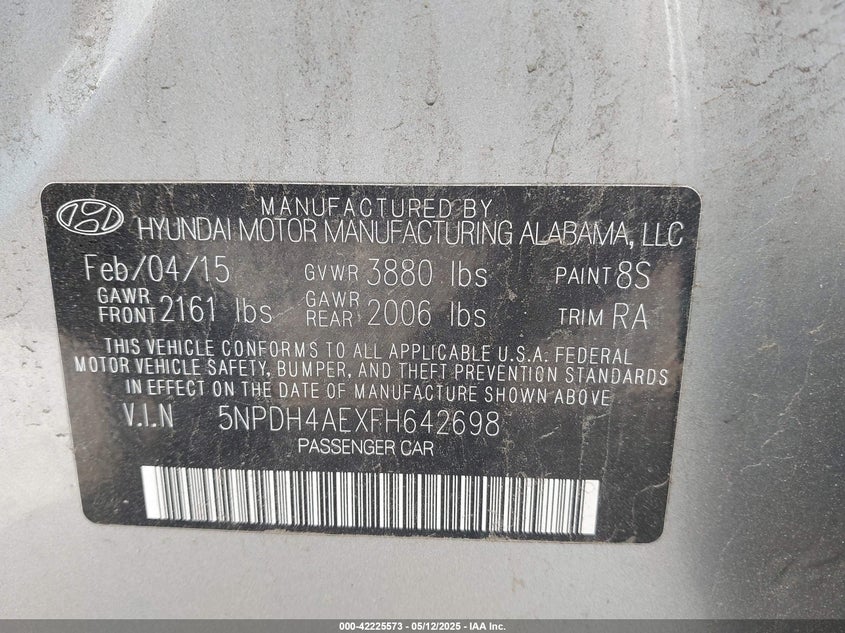 MANUFACTURED BY
HYUNDAI MOTOR MANUFACTURING ALABAMA, LLC
Feb/04/15 GVWR 3880 lbs PAINT 8S
GAWR FRONT 2161 lbs GAWR REAR 2006 lbs TRIM RA
THIS VEHICLE CONFORMS TO ALL APPLICABLE U.S.A. FEDERAL
MOTOR VEHICLE SAFETY, BUMPER, AND THEFT PREVENTION STANDARDS
IN EFFECT ON THE DATE OF MANUFACTURE SHOWN ABOVE
V.I.N 5NPDH4AEXFH642698
PASSENGER CAR
000-42225573 - 05/12/2025 - IAA Inc.